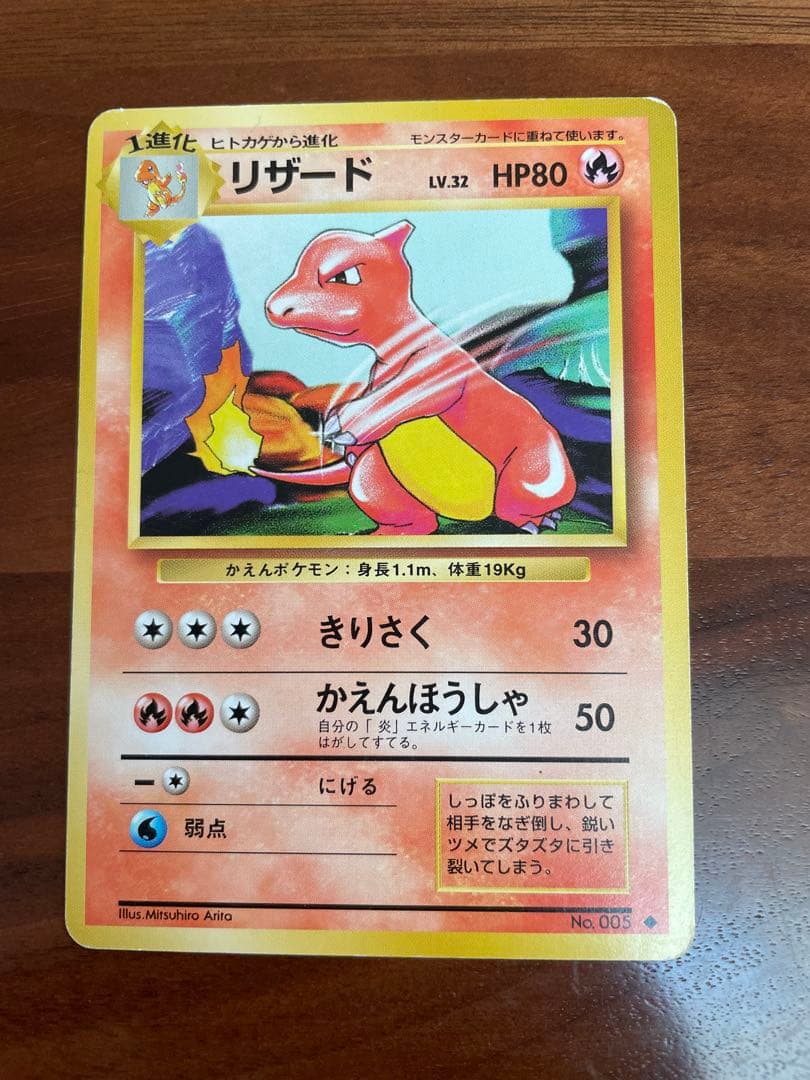 1進化 ヒトカゲから進化 モンスターカードに重ねて使います。
リザード LV.32 HP80
かえんポケモン：身長1.1m、体重19Kg
きりさく 30
かえんほうしゃ 50
自分の「炎」エネルギーカードを1枚
はがしてすてる。
ー にげる
弱点
しっぽをふりまわして
相手をなぎ倒し、鋭い
ツメでズタズタに引き
裂いてしまう。
Illus.Mitsuhiro Arita
No. 005